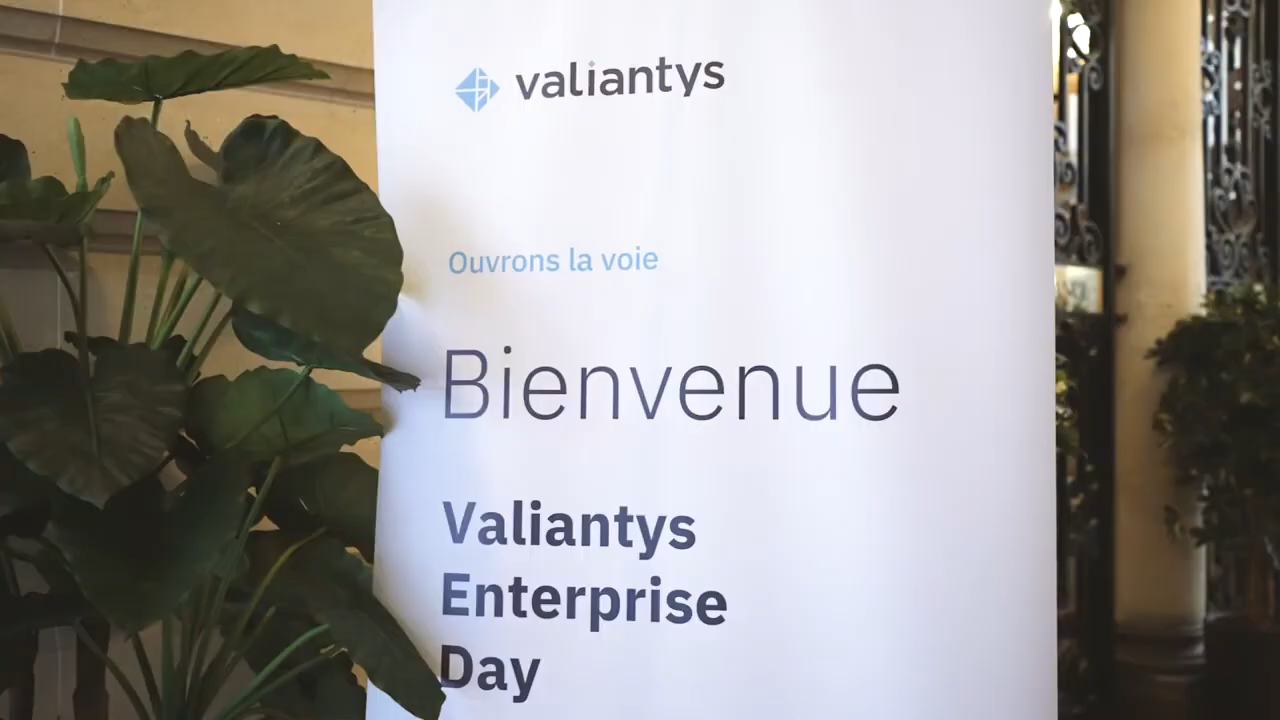 valiantys
Ouvrons la voie
Bienvenue
Valiantys
Enterprise
Day